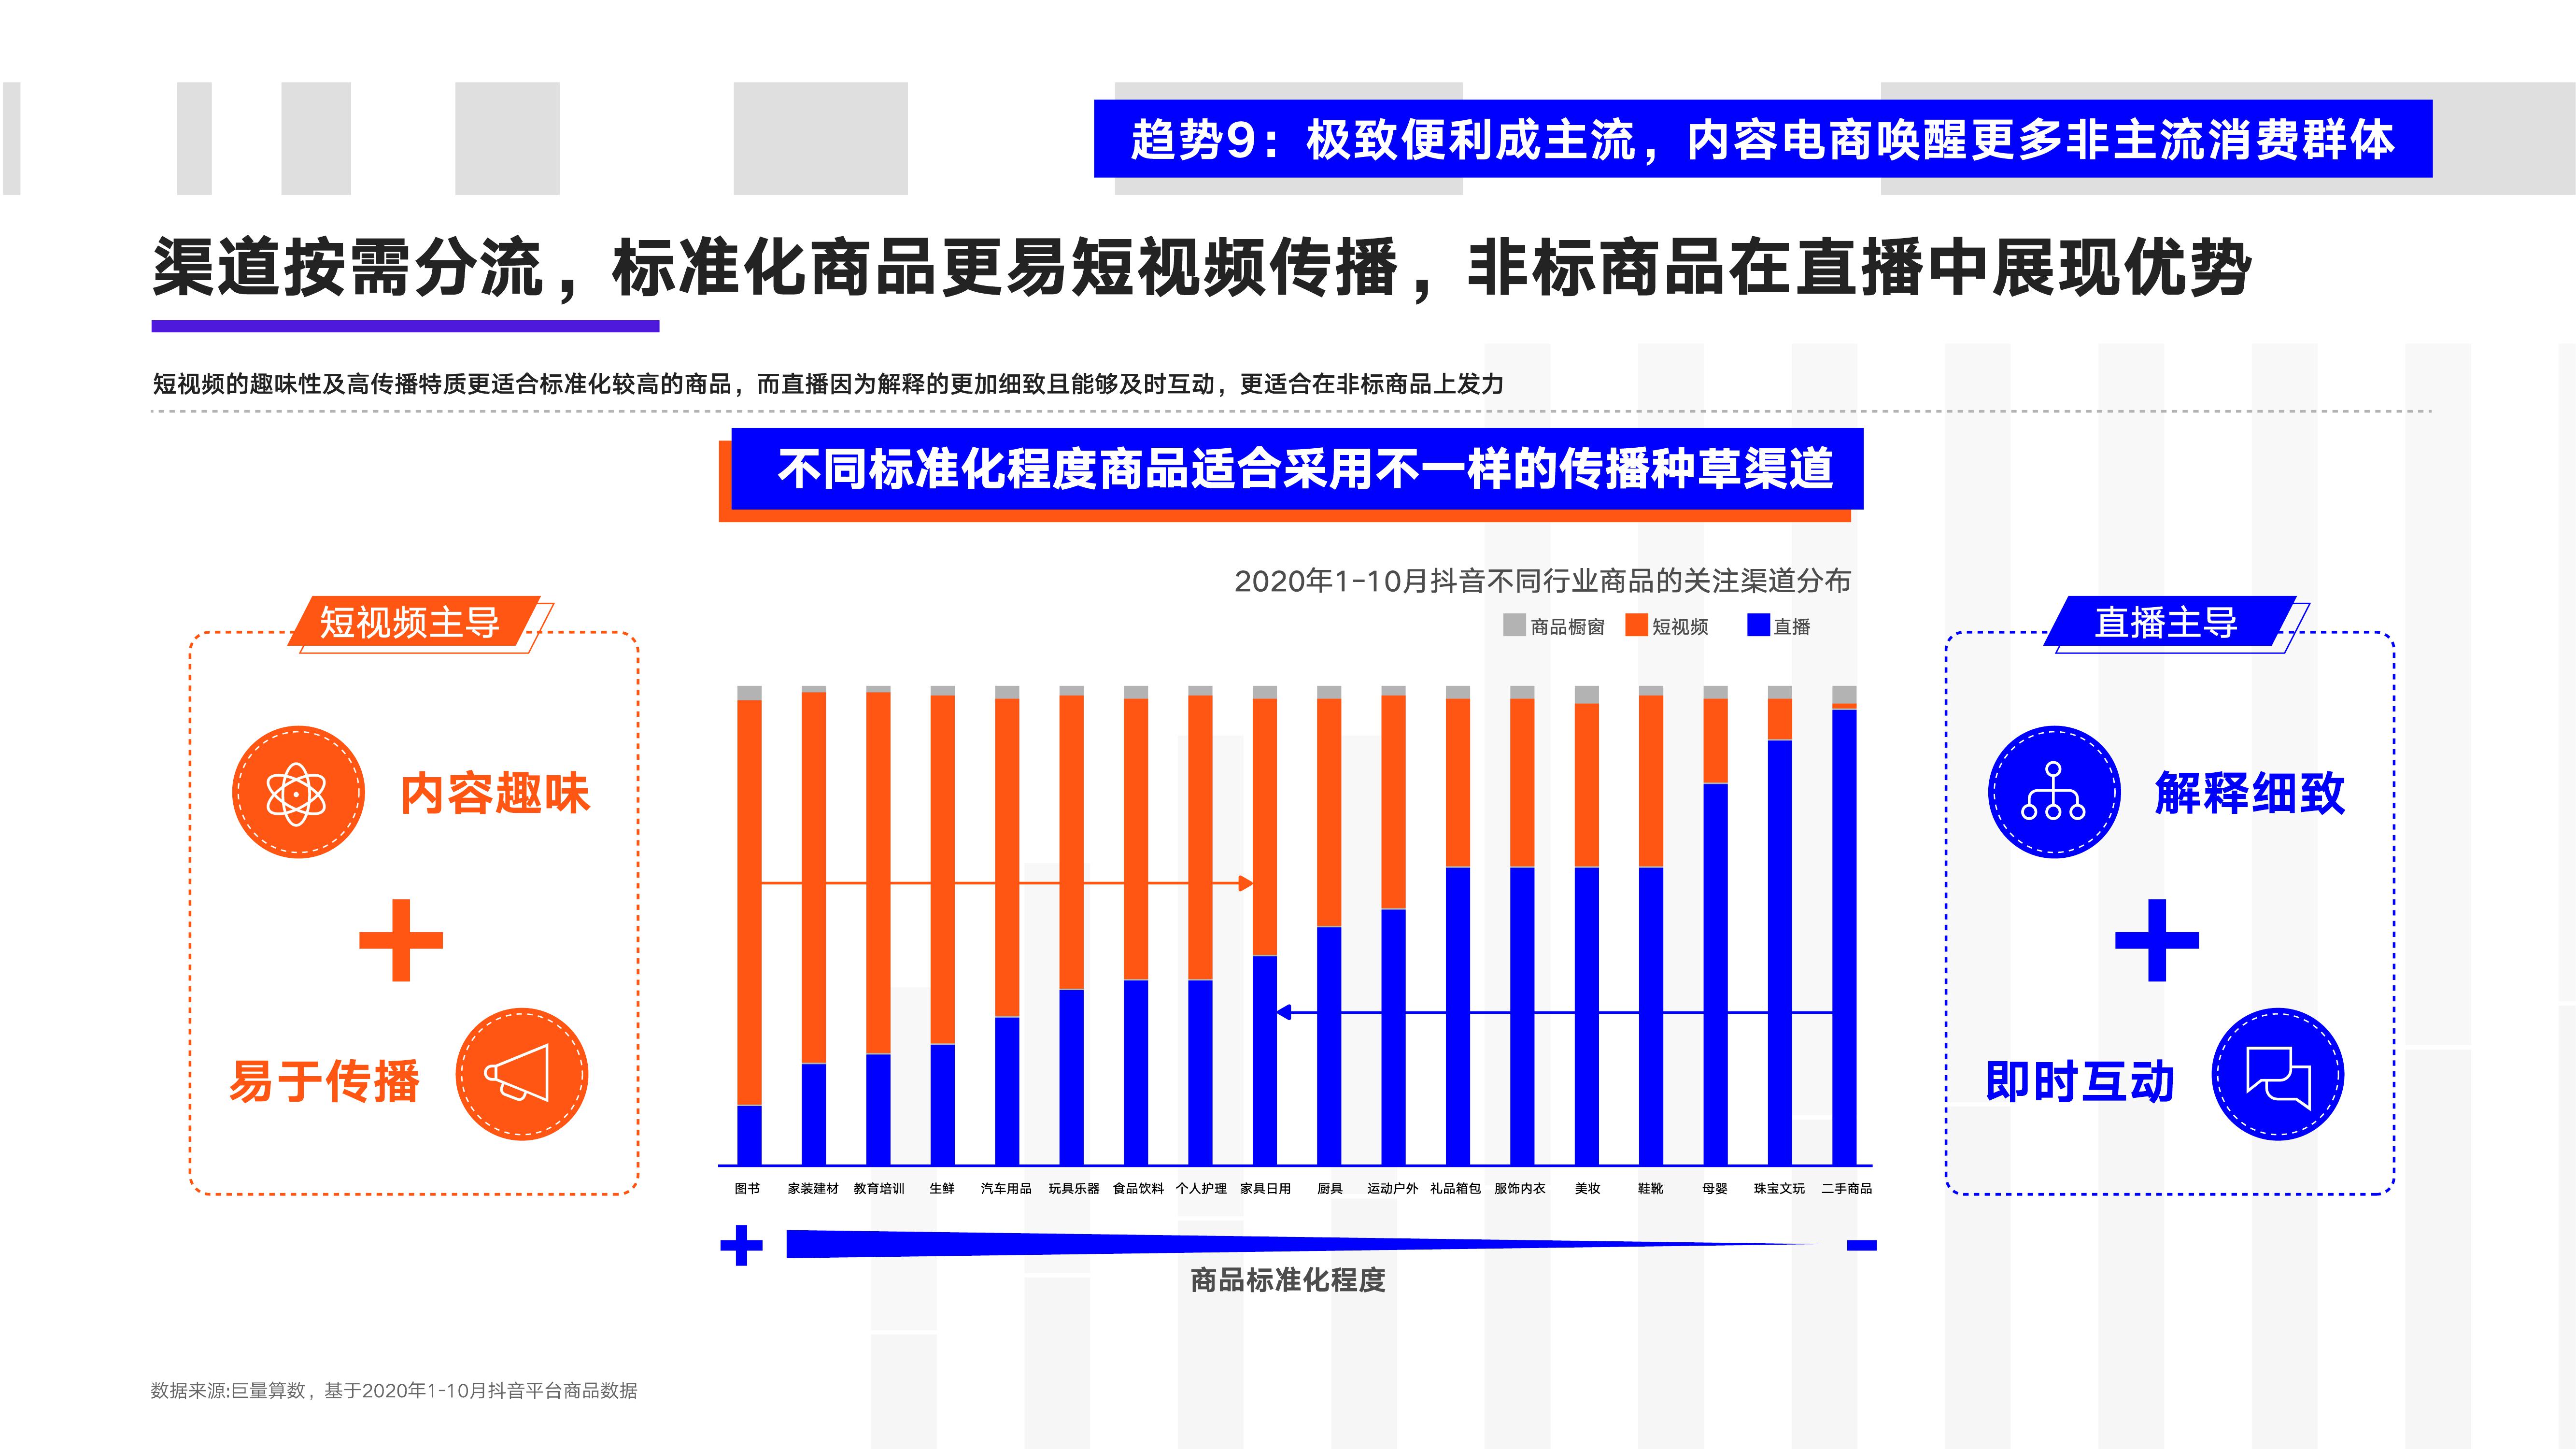 趋势9：极致便利成主流，内容电商唤醒更多非主流消费群体
渠道按需分流，标准化商品更易短视频传播，非标商品在直播中展现优势
短视频的趣味性及高传播特质更适合标准化较高的商品，而直播因为解释的更加细致且能够及时互动，更适合在非标商品上发力
不同标准化程度商品适合采用不一样的传播种草渠道
2020年1-10月抖音不同行业商品的关注渠道分布
商品橱窗 短视频 直播
短视频主导
内容趣味
+
易于传播
图书 家装建材 教育培训 生鲜 汽车用品 玩具乐器 食品饮料 个人护理 家具日用 厨具 运动户外 礼品箱包 服饰内衣 美妆 鞋靴 母婴 珠宝文玩 二手商品
+ -
商品标准化程度
直播主导
解释细致
+
即时互动
数据来源:巨量算数，基于2020年1-10月抖音平台商品数据